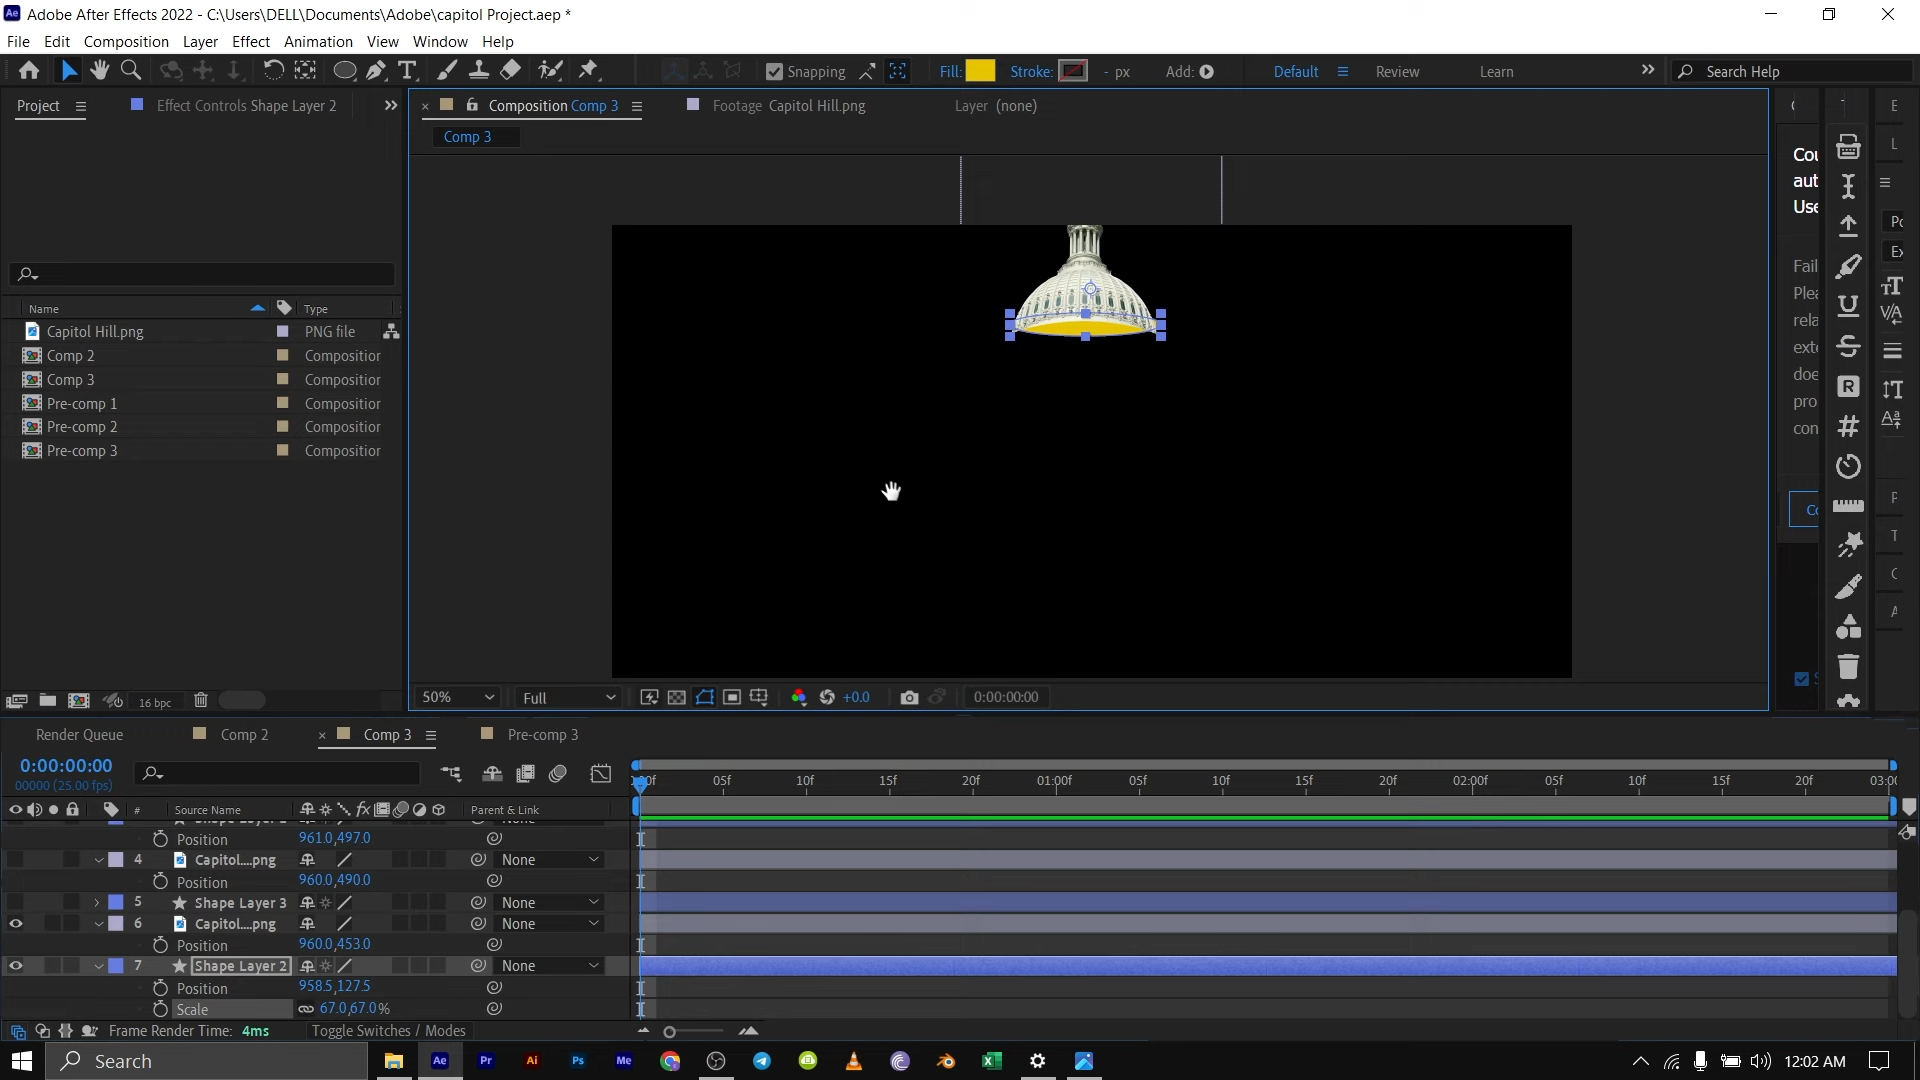 Adobe After Effects 2022 - C:\Users\DELL\Documents\Adobe\capitol Project.aep *
File Edit Composition Layer Effect Animation View Window Help
Snapping Fill: Stroke: - px Add: Default Review Learn Search Help
Project Effect Controls Shape Layer 2 Composition Comp 3 Footage Capitol Hill.png Layer (none)
Comp 3
Name Type
Capitol Hill.png PNG file
Comp 2 Composition
Comp 3 Composition
Pre-comp 1 Composition
Pre-comp 2 Composition
Pre-comp 3 Composition
16 bpc
50% Full +0.0 0:00:00:00
Render Queue Comp 2 Comp 3 Pre-comp 3
0:00:00:00
00000 (25.00 fps)
05f 10f 15f 20f 01:00f 05f 10f 15f 20f 02:00f 05f 10f 15f 20f
# Source Name Parent & Link
Position 961.0,497.0
4 Capitol....png None
Position 960.0,490.0
5 Shape Layer 3 None
6 Capitol....png None
Position 960.0,453.0
7 Shape Layer 2 None
Position 958.5,127.5
Scale 67.0,67.0%
Frame Render Time: 4ms Toggle Switches / Modes
Search 12:02 AM